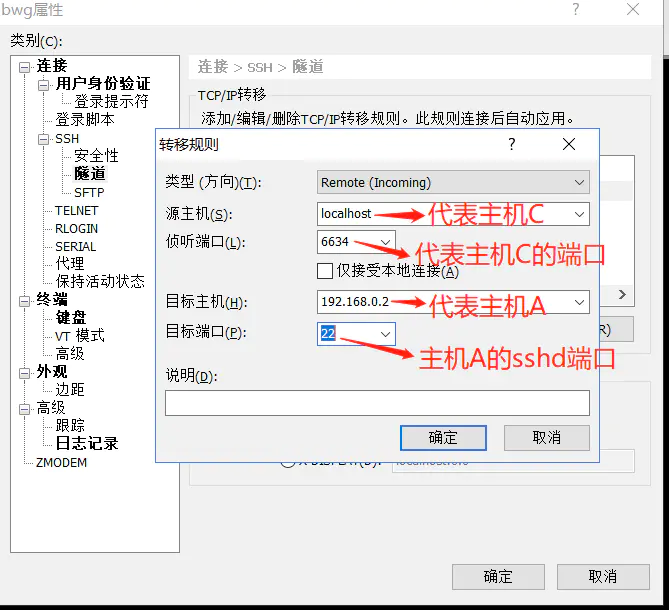 bwg属性
类别(C):
连接
用户身份验证
登录提示符
登录脚本
SSH
安全性
隧道
SFTP
TELNET
RLOGIN
SERIAL
代理
保持活动状态
终端
键盘
VT 模式
高级
外观
边距
高级
跟踪
日志记录
ZMODEM
连接 > SSH > 隧道
TCP/IP转移
添加/编辑/删除TCP/IP转移规则。此规则连接后自动应用。
转移规则
类型 (方向)(T):
Remote (Incoming)
源主机(S):
localhost
代表主机C
侦听端口(L):
6634
代表主机C的端口
仅接受本地连接(A)
目标主机(H):
192.168.0.2
代表主机A
目标端口(P):
22
主机A的sshd端口
R)
说明(D):
确定
取消
确定
取消